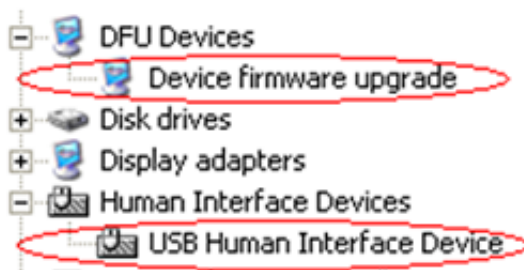 DFU Devices
Device firmware upgrade
Disk drives
Display adapters
Human Interface Devices
USB Human Interface Device